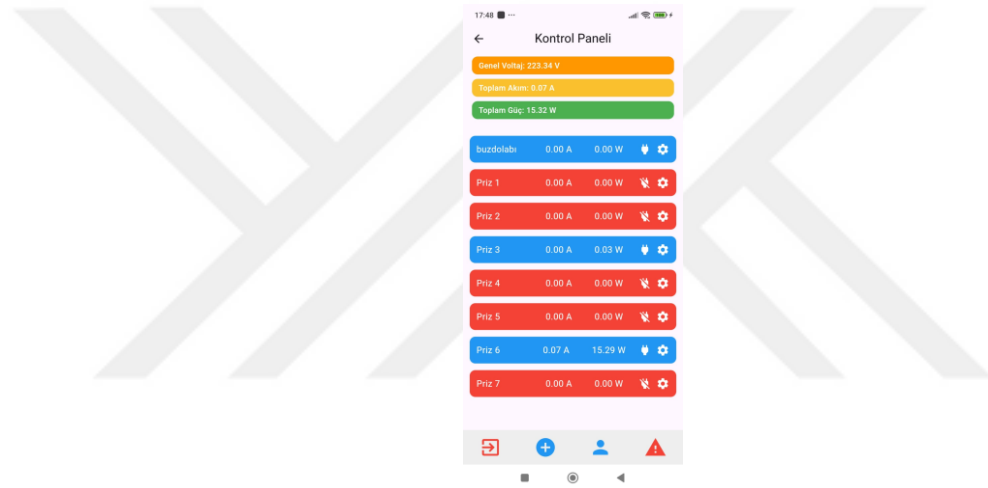 17:48
Kontrol Paneli
Genel Voltaj: 223.34 V
Toplam Akım: 0.07 A
Toplam Güç: 15.32 W
buzdolabı 0.00 A 0.00 W
Priz 1 0.00 A 0.00 W
Priz 2 0.00 A 0.00 W
Priz 3 0.00 A 0.03 W
Priz 4 0.00 A 0.00 W
Priz 5 0.00 A 0.00 W
Priz 6 0.07 A 15.29 W
Priz 7 0.00 A 0.00 W